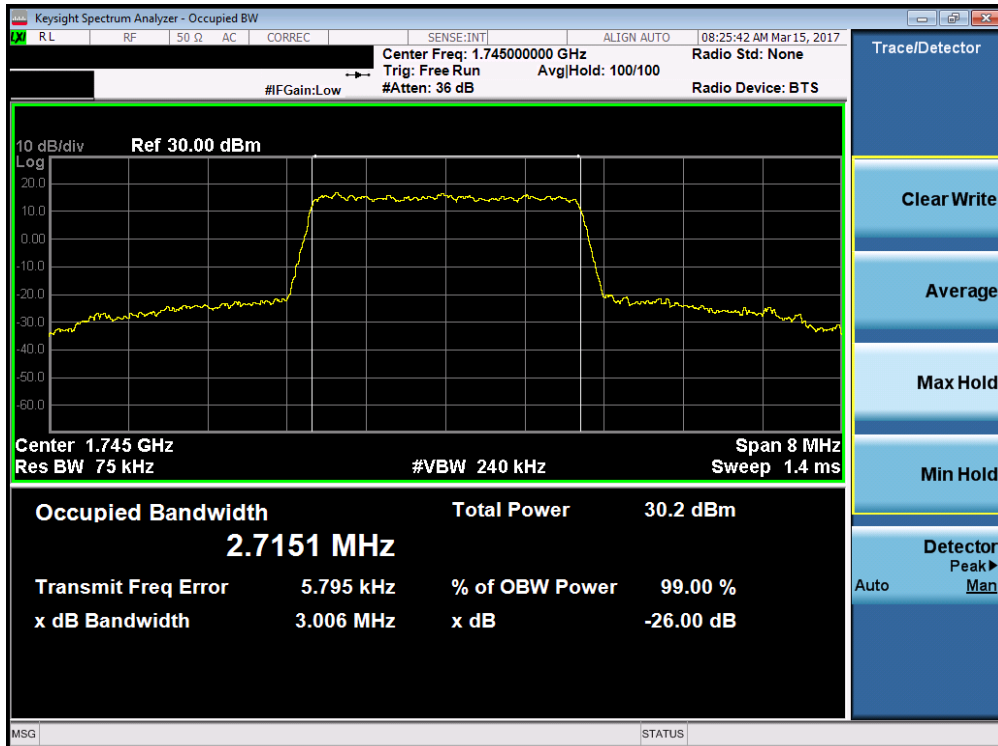 Keysight Spectrum Analyzer - Occupied BW
LXI RL RF 50 Ω AC CORREC SENSE:INT ALIGN AUTO 08:25:42 AM Mar 15, 2017
Center Freq: 1.745000000 GHz Radio Std: None
Trig: Free Run Avg|Hold: 100/100
#IFGain:Low #Atten: 36 dB Radio Device: BTS
10 dB/div Ref 30.00 dBm
Log
20.0
10.0
0.00
-10.0
-20.0
-30.0
-40.0
-50.0
-60.0
Center 1.745 GHz Span 8 MHz
Res BW 75 kHz #VBW 240 kHz Sweep 1.4 ms
Occupied Bandwidth Total Power 30.2 dBm
2.7151 MHz
Transmit Freq Error 5.795 kHz % of OBW Power 99.00 %
x dB Bandwidth 3.006 MHz x dB -26.00 dB
MSG STATUS
Trace/Detector
Clear Write
Average
Max Hold
Min Hold
Detector
Peak▶
Auto Man